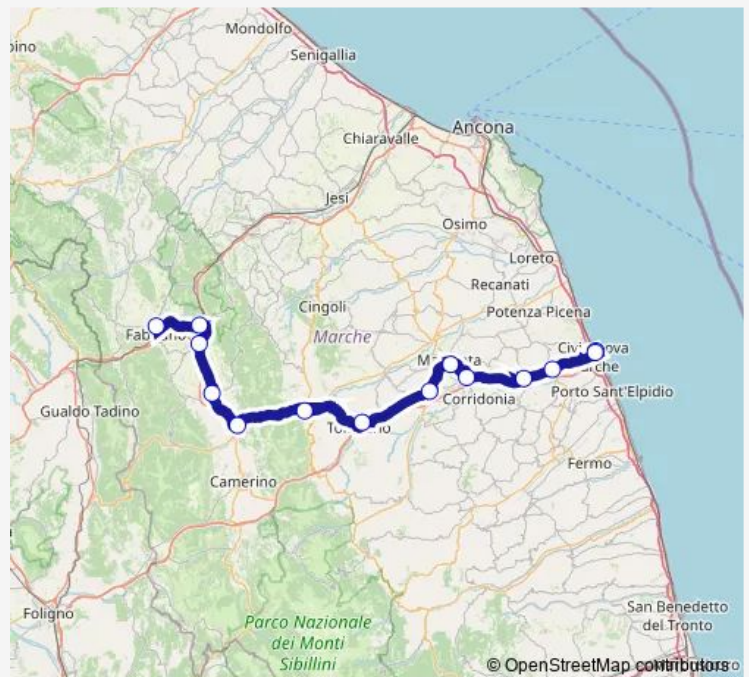 Mondolfo
Senigallia
Ancona
Chiaravalle
Jesi
Osimo
Loreto
Recanati
Cingoli
Potenza Picena
Marche
Porto Sant'Elpidio
Corridonia
Gualdo Tadino
Camerino
Fermo
Foligno
San Benedetto
del Tronto
Parco Nazionale
dei Monti
Sibillini
© OpenStreetMap contributors